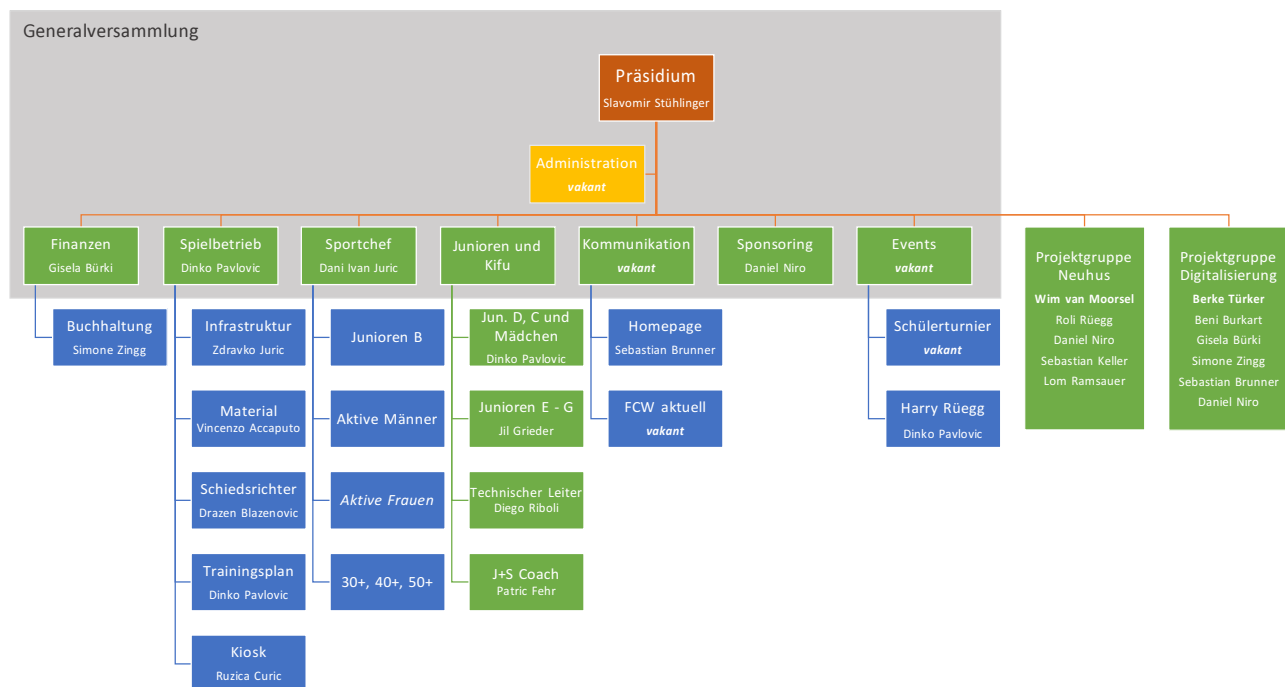 Generalversammlung
Präsidium
Slavomir Stühlinger
Administration
vakant
Finanzen
Gisela Bürki
Spielbetrieb
Dinko Pavlovic
Sportchef
Dani Ivan Juric
Junioren und
Kifu
Kommunikation
vakant
Sponsoring
Daniel Niro
Events
vakant
Projektgruppe
Neuhus
Wim van Moorsel
Roli Rüegg
Daniel Niro
Sebastian Keller
Lom Ramsauer
Projektgruppe
Digitalisierung
Berke Türker
Beni Burkart
Gisela Bürki
Simone Zingg
Sebastian Brunner
Daniel Niro
Buchhaltung
Simone Zingg
Infrastruktur
Zdravko Juric
Material
Vincenzo Accaputo
Schiedsrichter
Drazen Blazenovic
Trainingsplan
Dinko Pavlovic
Kiosk
Ruzica Curic
Junioren B
Aktive Männer
Aktive Frauen
30+, 40+, 50+
Jun. D, C und
Mädchen
Dinko Pavlovic
Junioren E - G
Jil Grieder
Technischer Leiter
Diego Riboli
J+S Coach
Patric Fehr
Homepage
Sebastian Brunner
FCW aktuell
vakant
Schülerturnier
vakant
Harry Rüegg
Dinko Pavlovic